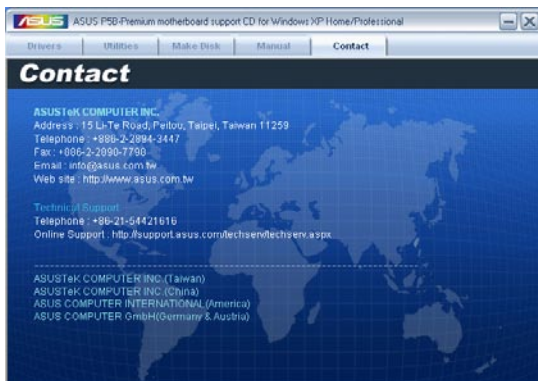 ASUS ASUS P5B-Premium motherboard support CD for Windows XP Home/Professional
Drivers Utilities Make Disk Manual Contact
Contact
ASUSTeK COMPUTER INC.
Address : 15 Li-Te Road, Peitou, Taipei, Taiwan 11259
Telephone : +886-2-2894-3447
Fax : +886-2-2890-7798
Email : info@asus.com.tw
Web site : http://www.asus.com.tw
Technical Support
Telephone : +86-21-54421616
Online Support : http://support.asus.com/techserv/techserv.aspx
ASUSTeK COMPUTER INC.(Taiwan)
ASUSTeK COMPUTER INC.(China)
ASUS COMPUTER INTERNATIONAL(America)
ASUS COMPUTER GmbH(Germany & Austria)